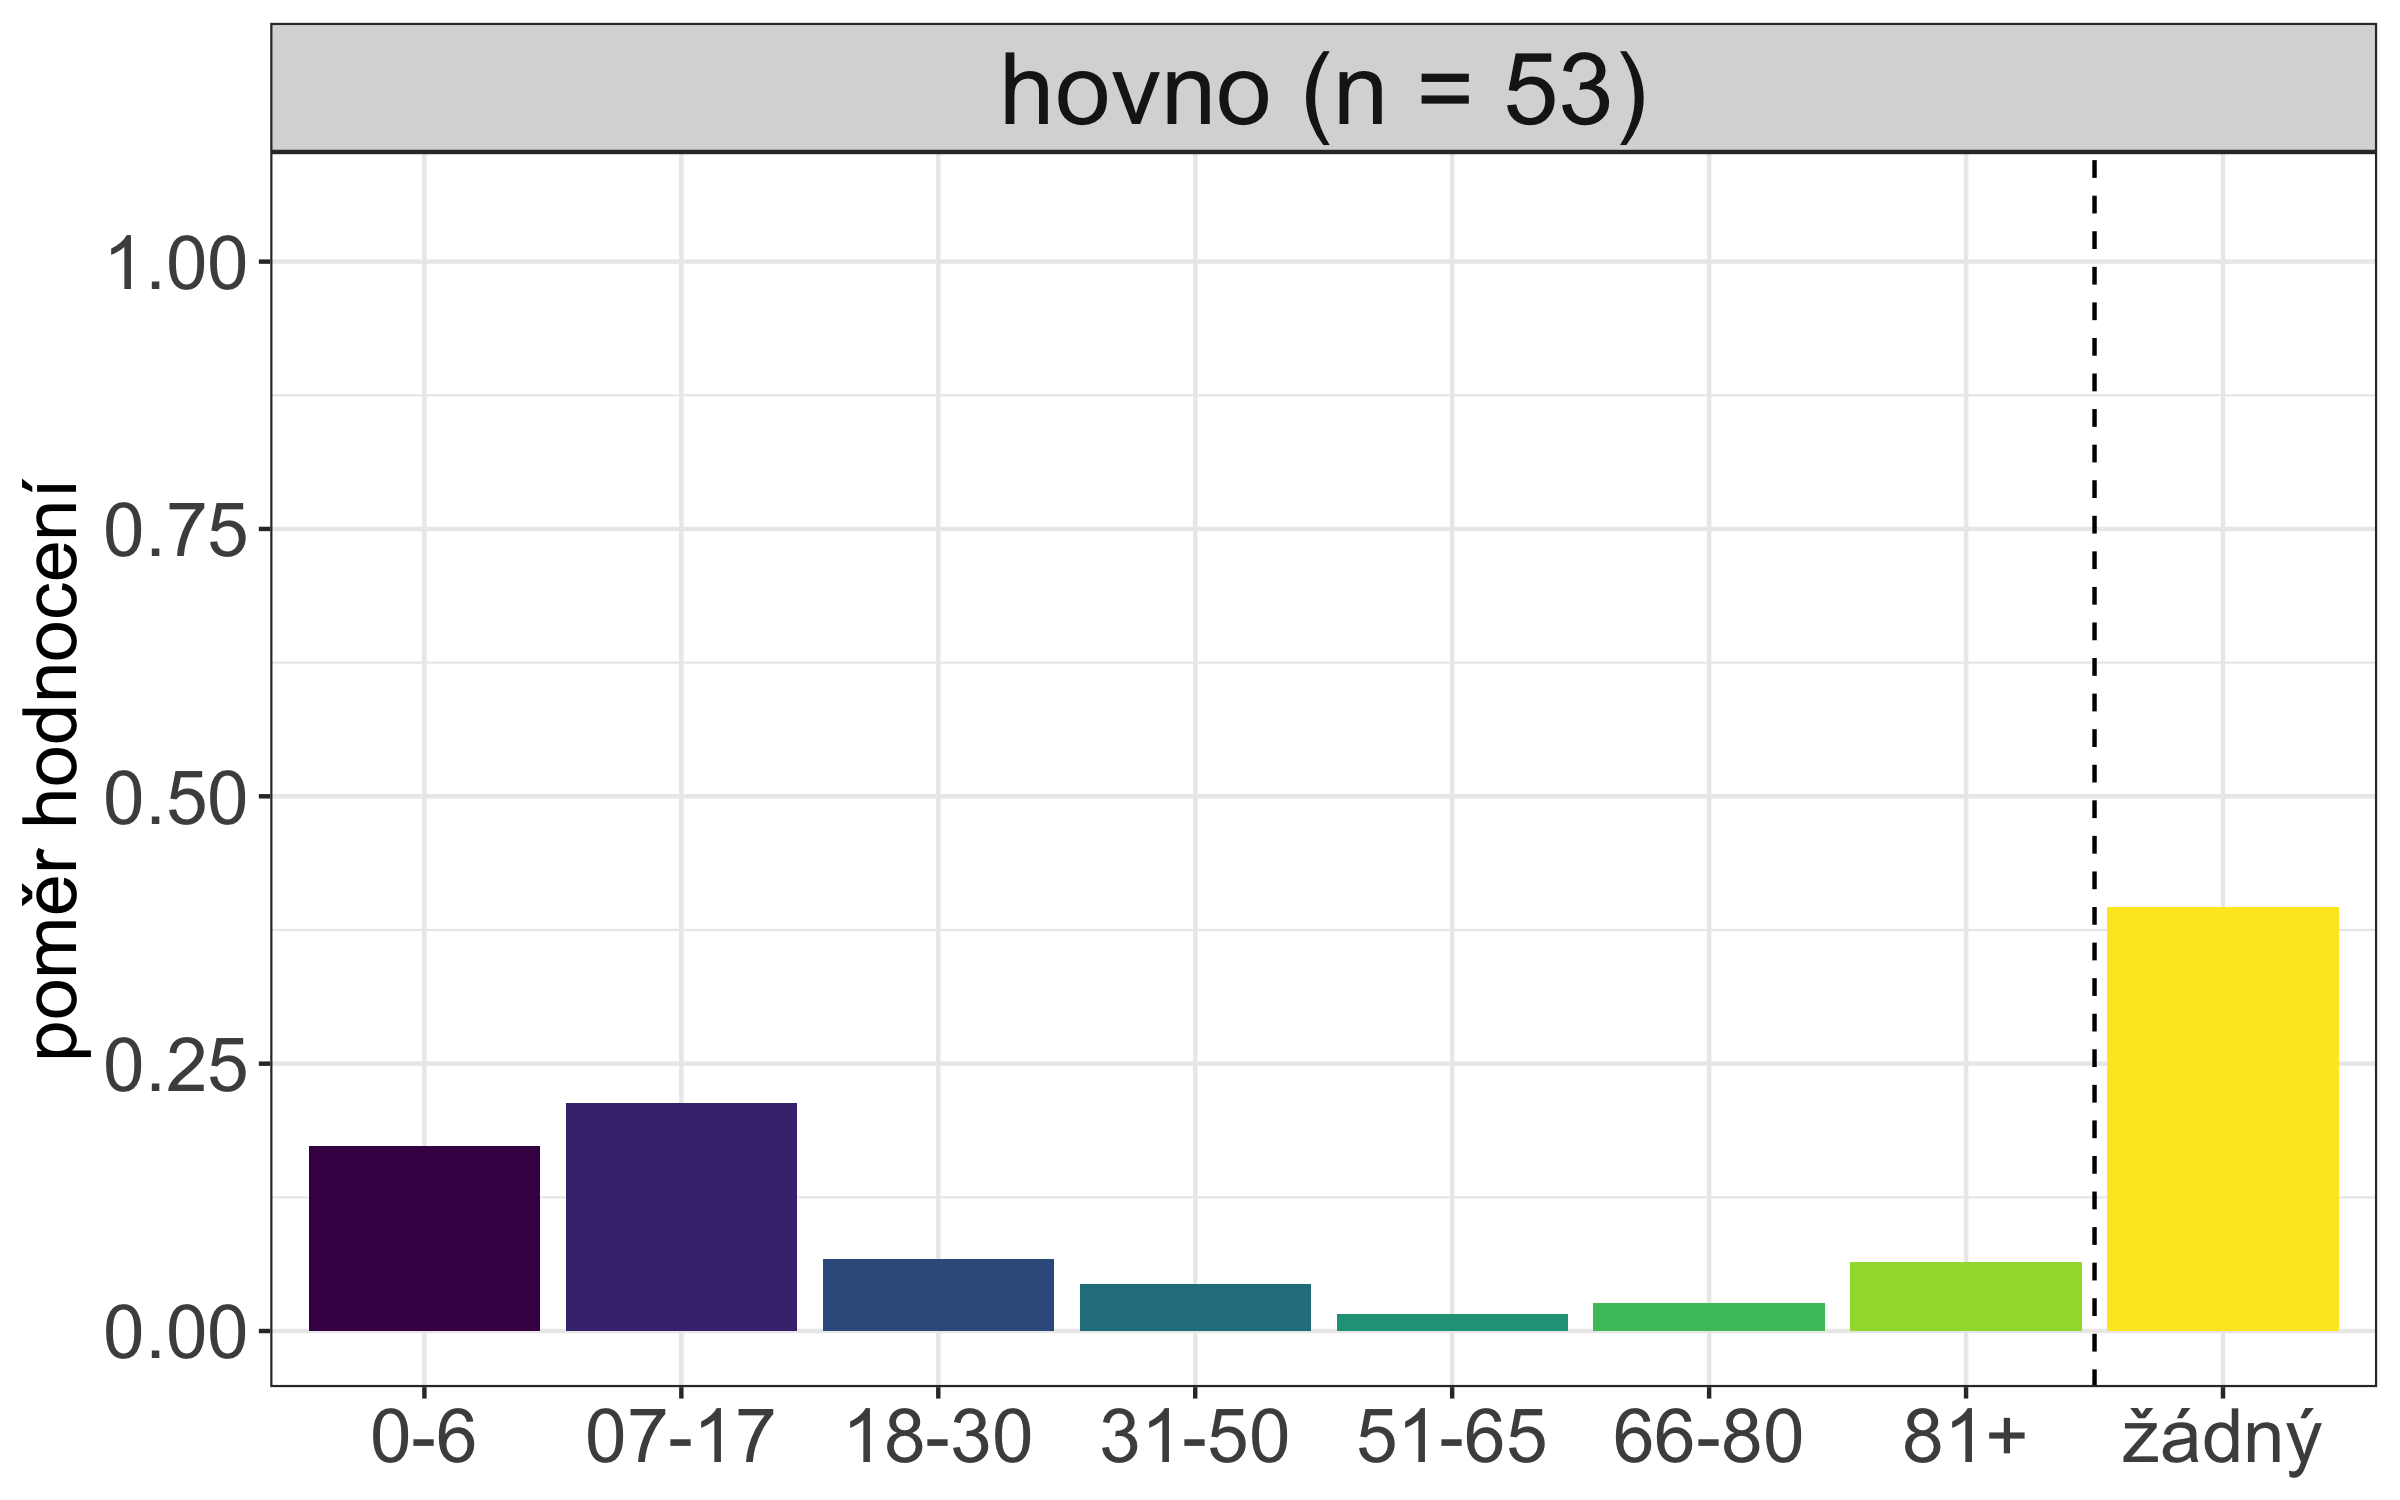 hovno (n = 53)
poměr hodnocení
1.00
0.75
0.50
0.25
0.00
0-6 07-17 18-30 31-50 51-65 66-80 81+ žádný